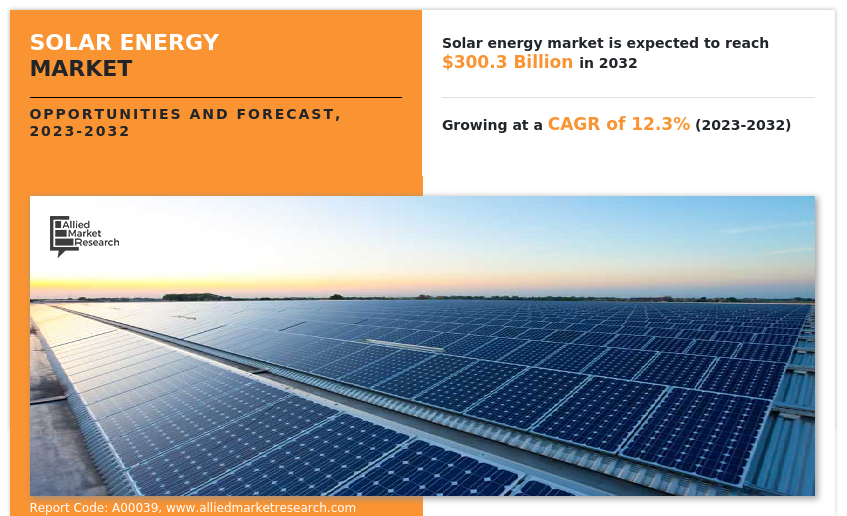 SOLAR ENERGY
MARKET
OPPORTUNITIES AND FORECAST,
2023-2032
Solar energy market is expected to reach
$300.3 Billion in 2032
Growing at a CAGR of 12.3% (2023-2032)
Allied
Market
Research
Report Code: A00039, www.alliedmarketresearch.com